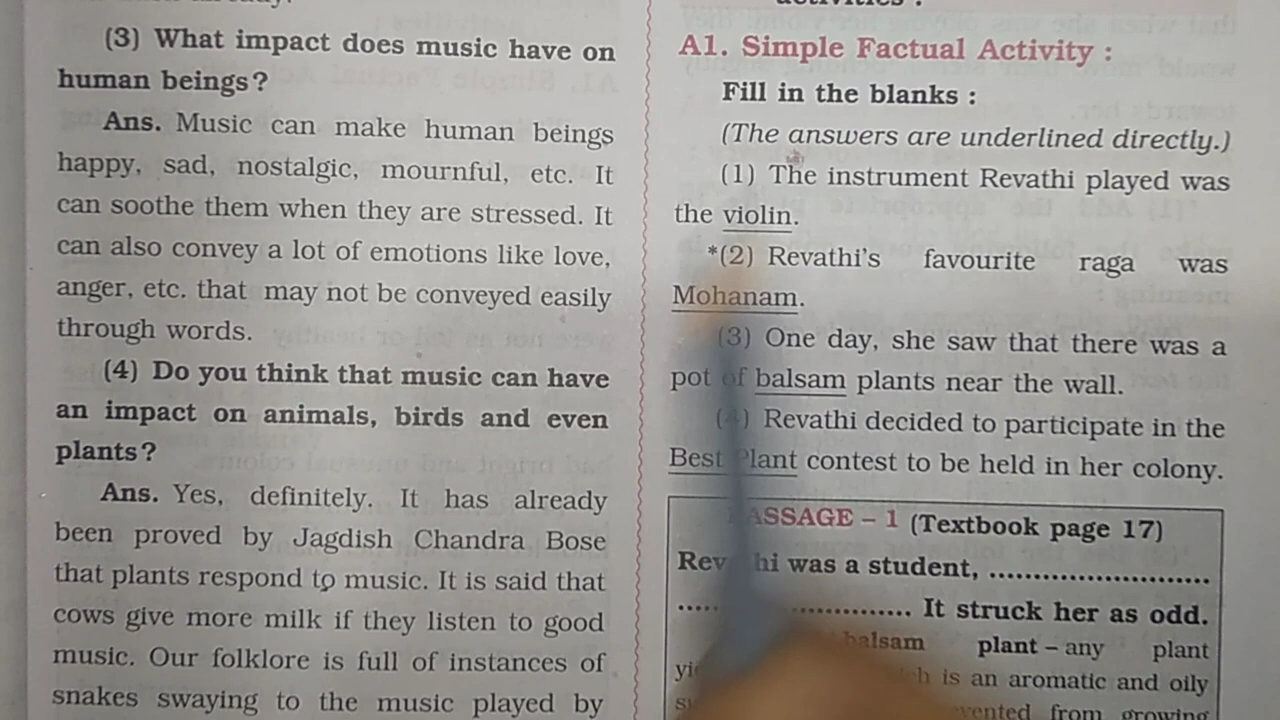 (3) What impact does music have on
human beings?
Ans. Music can make human beings
happy, sad, nostalgic, mournful, etc. It
can soothe them when they are stressed. It
can also convey a lot of emotions like love,
anger, etc. that may not be conveyed easily
through words.
(4) Do you think that music can have
an impact on animals, birds and even
plants?
Ans. Yes, definitely. It has already
been proved by Jagdish Chandra Bose
that plants respond to music. It is said that
cows give more milk if they listen to good
music. Our folklore is full of instances of
snakes swaying to the music played by
A1. Simple Factual Activity :
Fill in the blanks :
(The answers are underlined directly.)
(1) The instrument Revathi played was
the violin.
*(2) Revathi's favourite raga was
Mohanam.
(3) One day, she saw that there was a
pot of balsam plants near the wall.
(4) Revathi decided to participate in the
Best Plant contest to be held in her colony.
PASSAGE – 1 (Textbook page 17)
Revathi was a student, ..............................
..... .............. It struck her as odd.
balsam plant – any plant
is an aromatic and oily
from growing